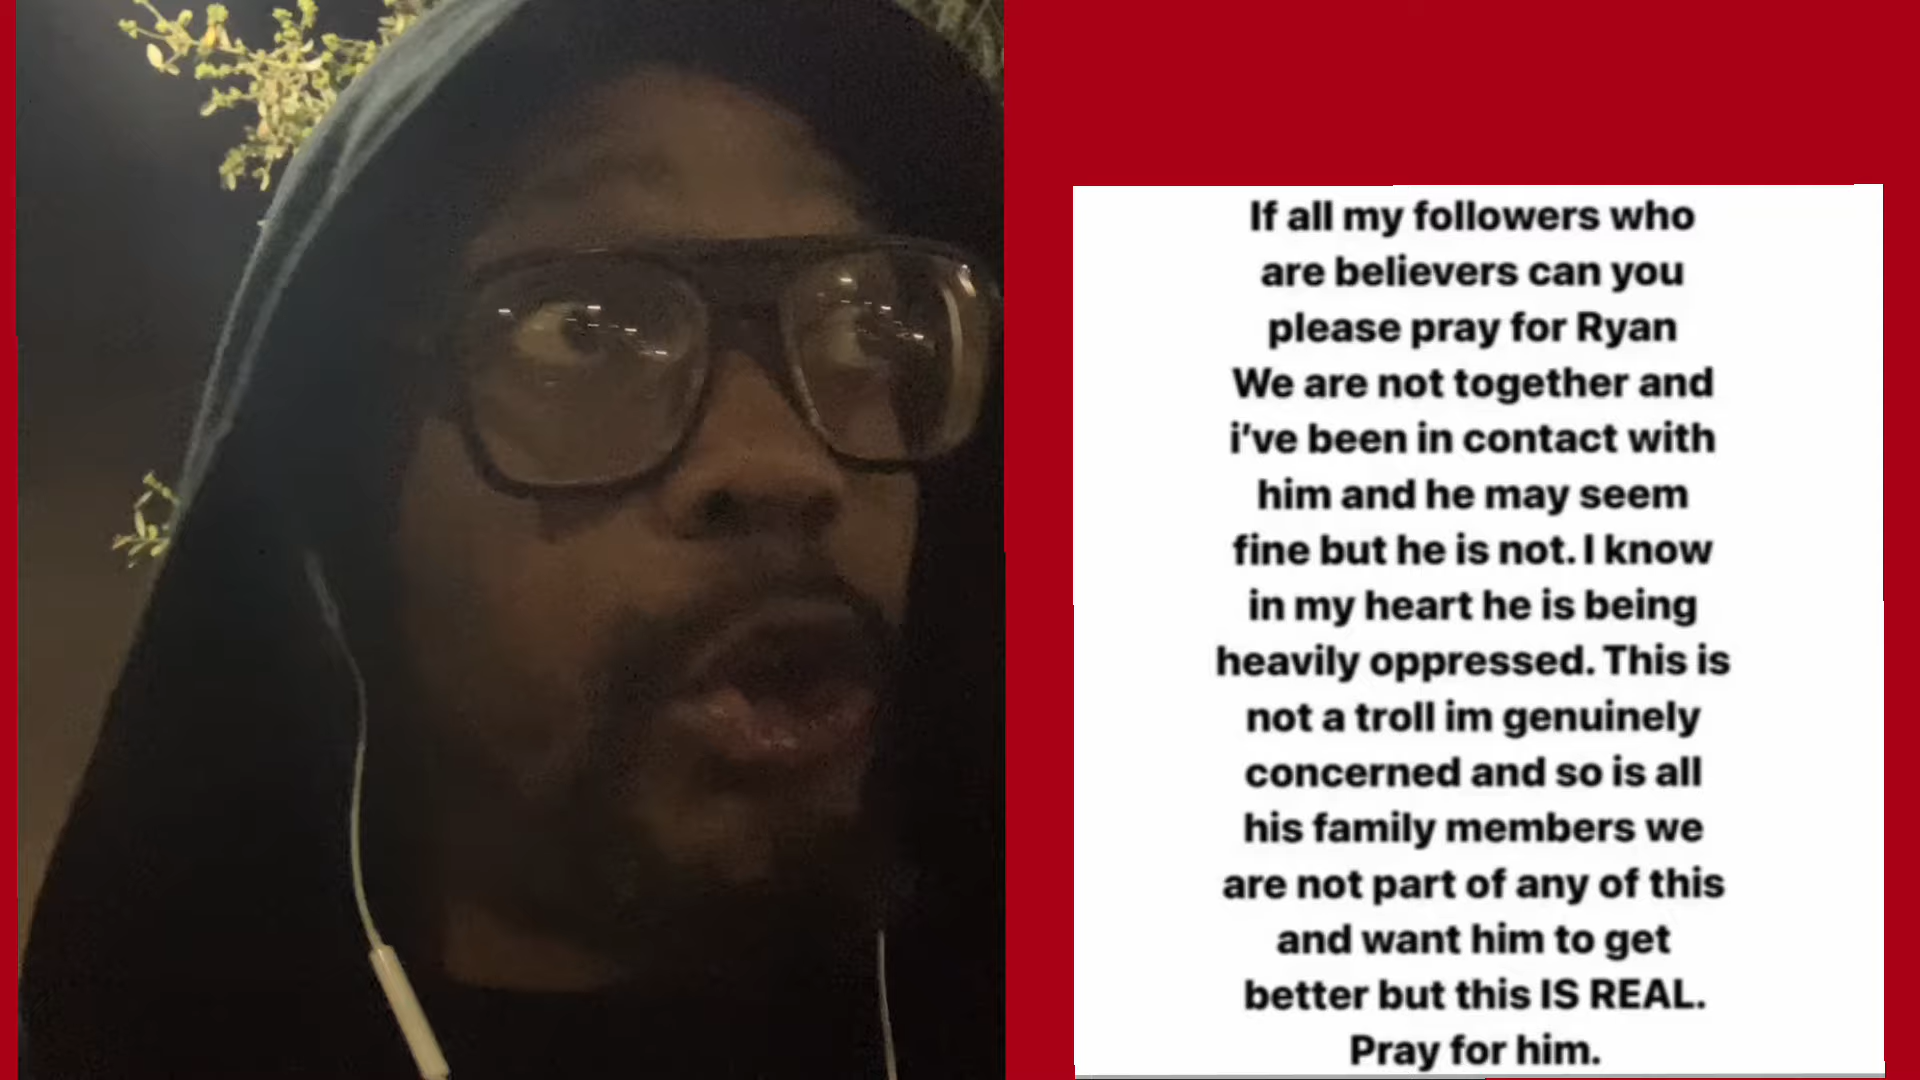 If all my followers who
are believers can you
please pray for Ryan
We are not together and
i’ve been in contact with
him and he may seem
fine but he is not. I know
in my heart he is being
heavily oppressed. This is
not a troll im genuinely
concerned and so is all
his family members we
are not part of any of this
and want him to get
better but this IS REAL.
Pray for him.